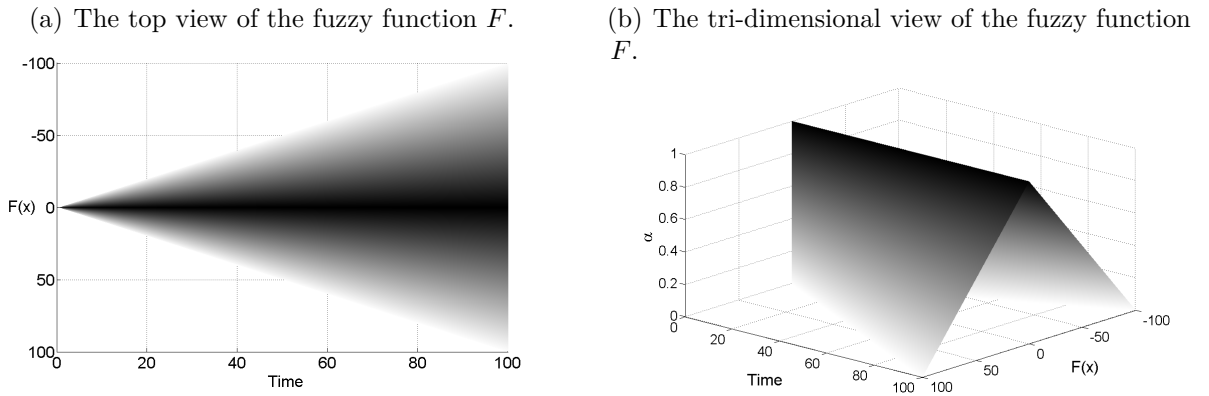 (a) The top view of the fuzzy function F.
-100
-50
F(x) 0
50
100
0 20 40 60 80 100
Time
(b) The tri-dimensional view of the fuzzy function
F.
1
0.8
0.6
α
0.4
0.2
0
0
20
40
60
80
100
Time
100
50
0
-50
-100
F(x)